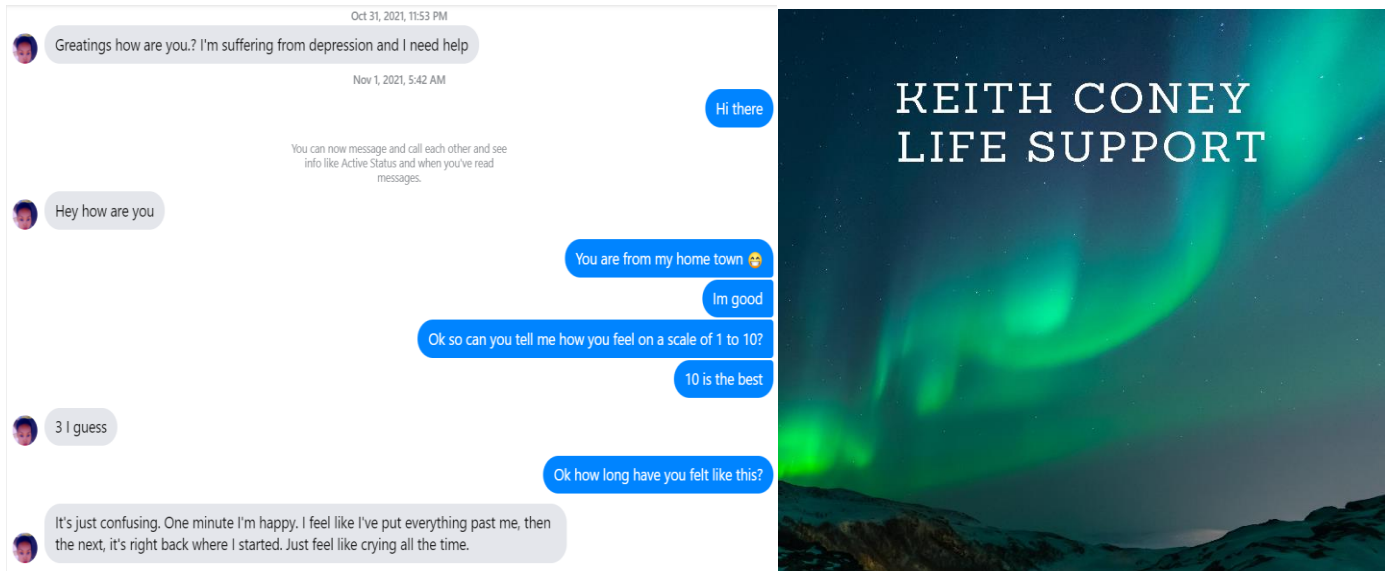 Oct 31, 2021, 11:53 PM
Greatings how are you.? I'm suffering from depression and I need help
Nov 1, 2021, 5:42 AM
Hi there
You can now message and call each other and see
info like Active Status and when you've read
messages.
Hey how are you
You are from my home town 😁
Im good
Ok so can you tell me how you feel on a scale of 1 to 10?
10 is the best
3 I guess
Ok how long have you felt like this?
It's just confusing. One minute I'm happy. I feel like I've put everything past me, then
the next, it's right back where I started. Just feel like crying all the time.
KEITH CONEY
LIFE SUPPORT